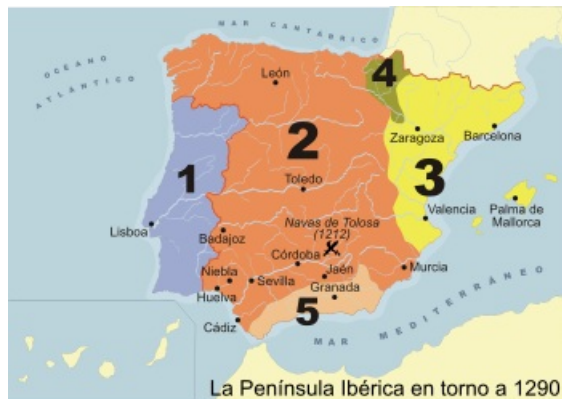 MAR CANTÁBRICO
OCÉANO
ATLÁNTICO
León
4
Zaragoza
Barcelona
2
1
3
Toledo
Navas de Tolosa
(1212)
Valencia
Palma de
Mallorca
Lisboa
Badajoz
Córdoba
Jaén
Murcia
Niebla
Sevilla
Granada
Huelva
5
Cádiz
MAR MEDITERRÁNEO
La Península Ibérica en torno a 1290